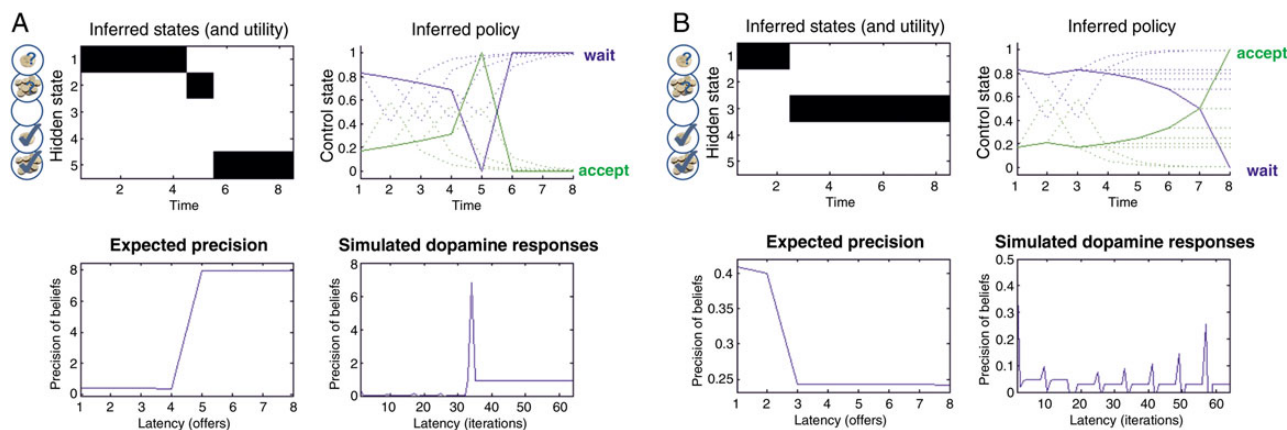 A
Inferred states (and utility)
?
?
Hidden state
1
2
3
4
5
2 4 6 8
Time
Inferred policy
Control state
1
0.8
0.6
0.4
0.2
0
1 2 3 4 5 6 7 8
Time
wait
accept
Expected precision
Precision of beliefs
8
6
4
2
0
1 2 3 4 5 6 7 8
Latency (offers)
Simulated dopamine responses
Precision of beliefs
8
6
4
2
0
10 20 30 40 50 60
Latency (iterations)
B
Inferred states (and utility)
?
?
Hidden state
1
2
3
4
5
2 4 6 8
Time
Inferred policy
Control state
1
0.8
0.6
0.4
0.2
0
1 2 3 4 5 6 7 8
Time
accept
wait
Expected precision
Precision of beliefs
0.4
0.35
0.3
0.25
1 2 3 4 5 6 7 8
Latency (offers)
Simulated dopamine responses
Precision of beliefs
0.5
0.4
0.3
0.2
0.1
0
10 20 30 40 50 60
Latency (iterations)